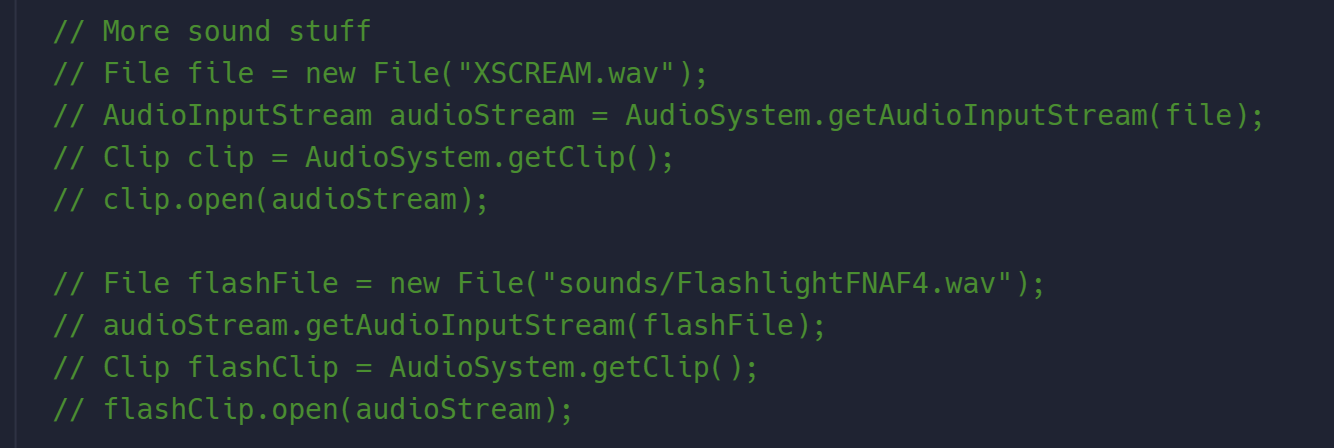 // More sound stuff
// File file = new File("XSCREAM.wav");
// AudioInputStream audioStream = AudioSystem.getAudioInputStream(file);
// Clip clip = AudioSystem.getClip();
// clip.open(audioStream);
// File flashFile = new File("sounds/FlashlightFNAF4.wav");
// audioStream.getAudioInputStream(flashFile);
// Clip flashClip = AudioSystem.getClip();
// flashClip.open(audioStream);